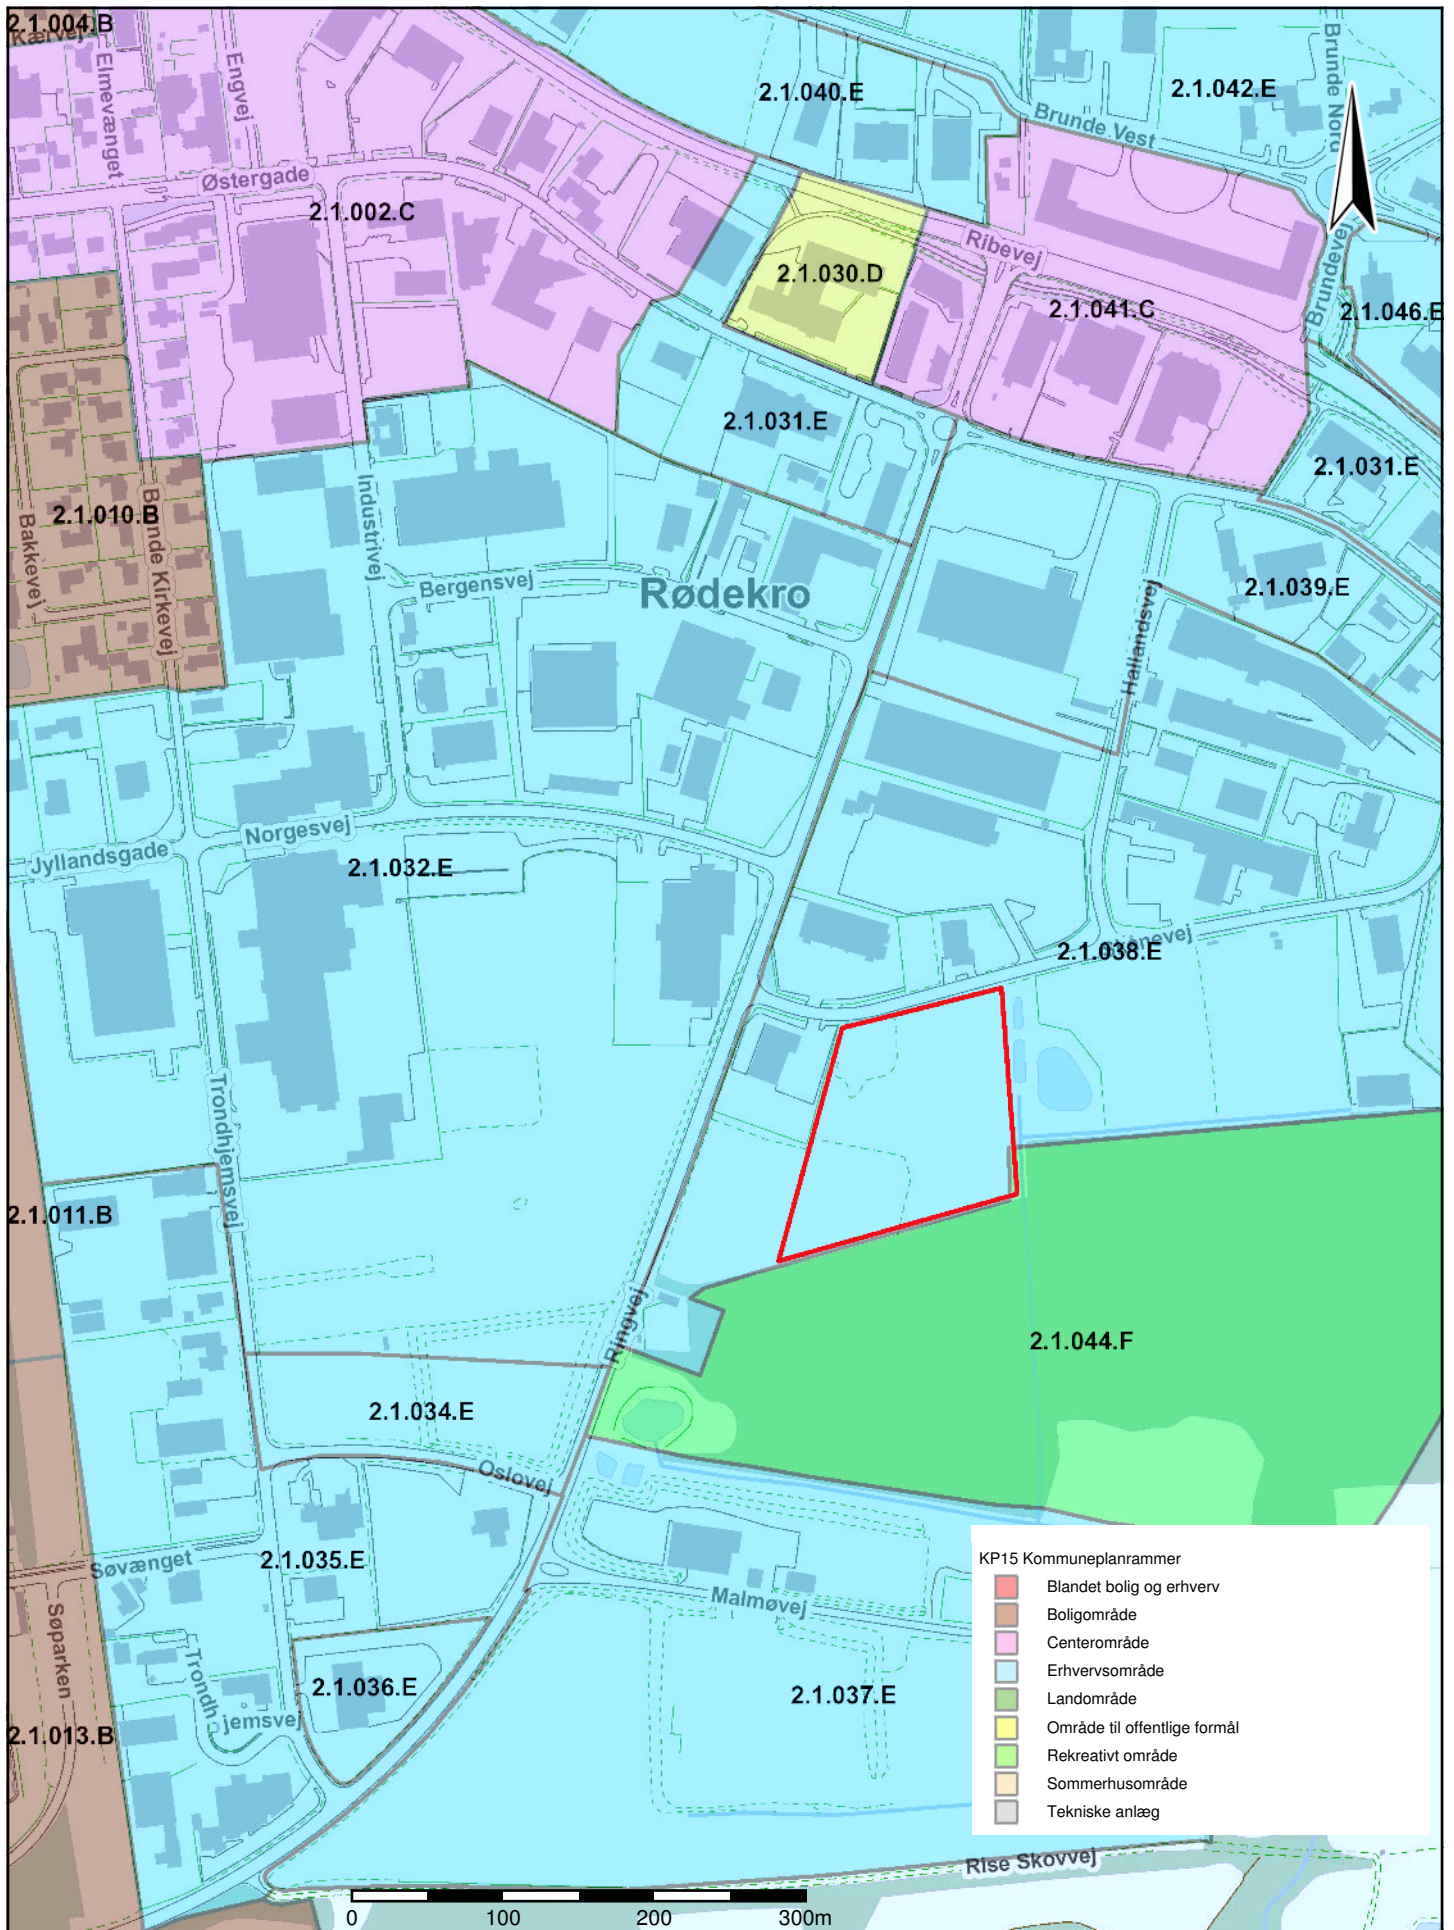 2.1.004.B
Kærvej
Elmevænget
Engvej
Østergade
2.1.002.C
2.1.040.E
2.1.042.E
Brunde Nord
Brunde Vest
2.1.030.D
Ribevej
2.1.041.C
Brundevej
2.1.046.E
2.1.031.E
2.1.031.E
2.1.010.B
Bakkevej
Brunde Kirkevej
Industrivej
Bergensvej
Rødekro
Hallandsvej
2.1.039.E
Jyllandsgade
Norgesvej
2.1.032.E
Skånevej
2.1.038.E
Trondhjemsvej
2.1.011.B
Ringvej
2.1.044.F
2.1.034.E
Oslovej
Søvænget
2.1.035.E
Malmøvej
Søparken
Trondhjemsvej
2.1.036.E
2.1.037.E
2.1.013.B
Rise Skovvej
KP15 Kommuneplanrammer
Blandet bolig og erhverv
Boligområde
Centerområde
Erhvervsområde
Landområde
Område til offentlige formål
Rekreativt område
Sommerhusområde
Tekniske anlæg
0 100 200 300m